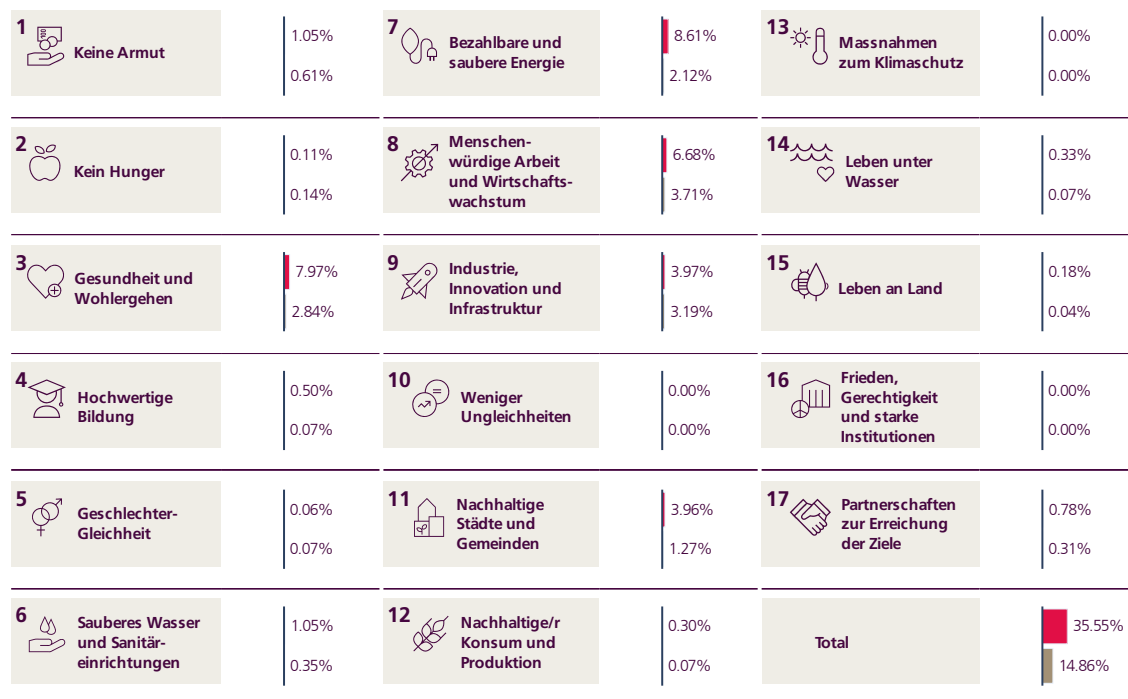 1
Keine Armut
1.05%
0.61%
2
Kein Hunger
0.11%
0.14%
3
Gesundheit und
Wohlergehen
7.97%
2.84%
4
Hochwertige
Bildung
0.50%
0.07%
5
Geschlechter-
Gleichheit
0.06%
0.07%
6
Sauberes Wasser
und Sanitär-
einrichtungen
1.05%
0.35%
7
Bezahlbare und
saubere Energie
8.61%
2.12%
8
Menschen-
würdige Arbeit
und Wirtschafts-
wachstum
6.68%
3.71%
9
Industrie,
Innovation und
Infrastruktur
3.97%
3.19%
10
Weniger
Ungleichheiten
0.00%
0.00%
11
Nachhaltige
Städte und
Gemeinden
3.96%
1.27%
12
Nachhaltige/r
Konsum und
Produktion
0.30%
0.07%
13
Massnahmen
zum Klimaschutz
0.00%
0.00%
14
Leben unter
Wasser
0.33%
0.07%
15
Leben an Land
0.18%
0.04%
16
Frieden,
Gerechtigkeit
und starke
Institutionen
0.00%
0.00%
17
Partnerschaften
zur Erreichung
der Ziele
0.78%
0.31%
Total
35.55%
14.86%